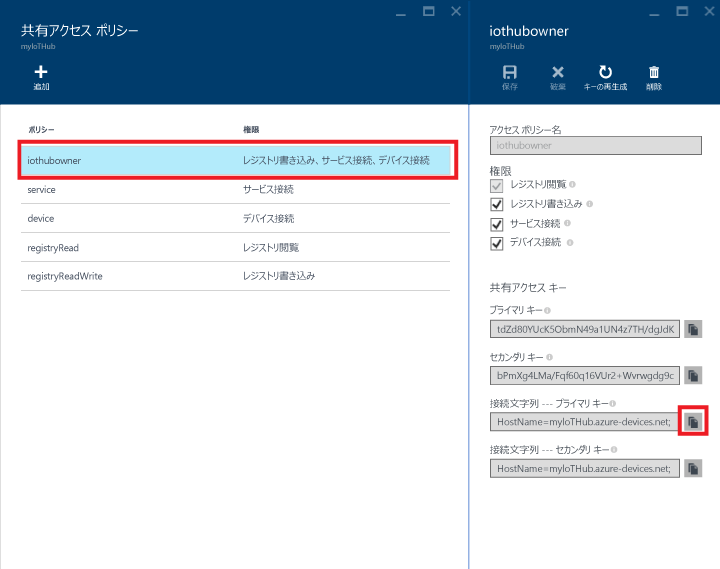 共有アクセス ポリシー
myIoTHub
追加
ポリシー 権限
iothubowner レジストリ書き込み、サービス接続、デバイス接続
service サービス接続
device デバイス接続
registryRead レジストリ閲覧
registryReadWrite レジストリ書き込み
iothubowner
myIoTHub
保存 破棄 キーの再生成 削除
アクセス ポリシー名
iothubowner
権限
レジストリ閲覧
レジストリ書き込み
サービス接続
デバイス接続
共有アクセス キー
プライマリ キー
tdZd80YUcK5ObmN49a1UN4z7TH/dgJdK
セカンダリ キー
bPmXg4LMa/Fqf60q16VUr2+Wvrwgdg9c
接続文字列 --- プライマリ キー
HostName=myIoTHub.azure-devices.net;
接続文字列 --- セカンダリ キー
HostName=myIoTHub.azure-devices.net;